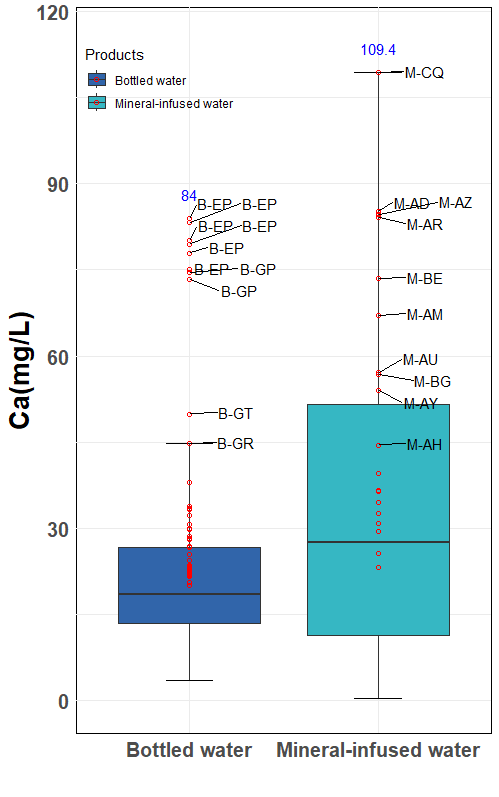 120
109.4
Products
M-CQ
Bottled water
Mineral-infused water
90
84
B-EP B-EP
M-AD M-AZ
B-EP B-EP
M-AR
B-EP
B-EP B-GP
M-BE
B-GP
M-AM
60
M-AU
M-BG
M-AY
B-GT
B-GR
M-AH
30
0
Ca(mg/L)
Bottled water Mineral-infused water